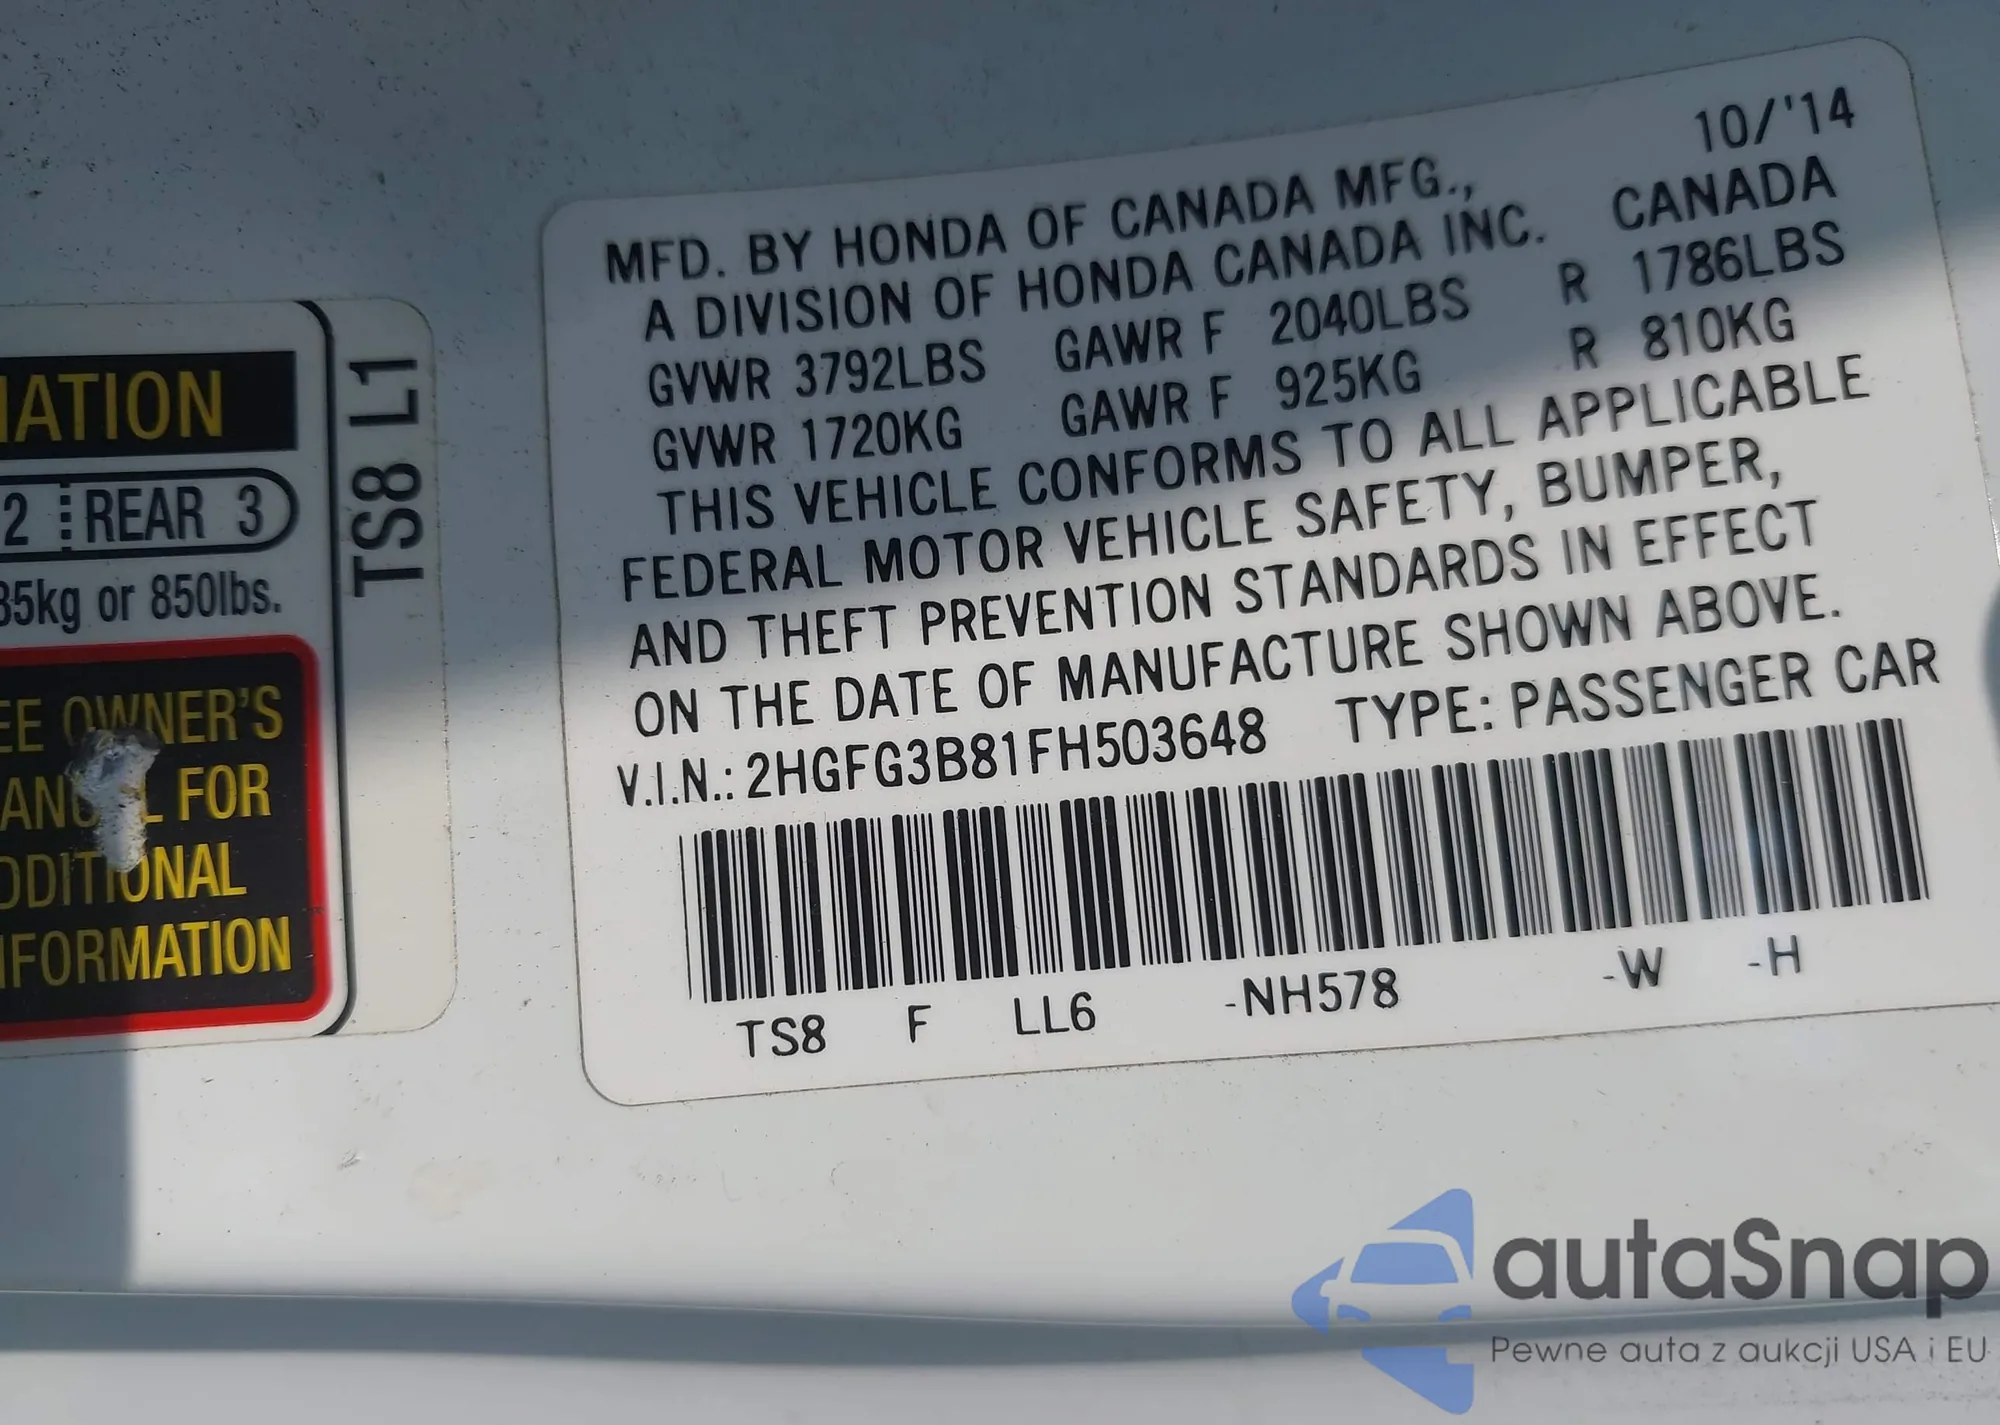 IATION
2 REAR 3
35kg or 850lbs.
EE OWNER'S
FOR
NFORMATION
TS8 L1
10/'14
MFD. BY HONDA OF CANADA MFG.,
A DIVISION OF HONDA CANADA INC. CANADA
GVWR 3792LBS GAWR F 2040LBS R 1786LBS
GVWR 1720KG GAWR F 925KG R 810KG
THIS VEHICLE CONFORMS TO ALL APPLICABLE
FEDERAL MOTOR VEHICLE SAFETY, BUMPER,
AND THEFT PREVENTION STANDARDS IN EFFECT
ON THE DATE OF MANUFACTURE SHOWN ABOVE.
V.I.N.: 2HGFG3B81FH503648 TYPE: PASSENGER CAR
TS8 F LL6 -NH578 -W -H
autaSnap
Pewne auta z aukcji USA i EU